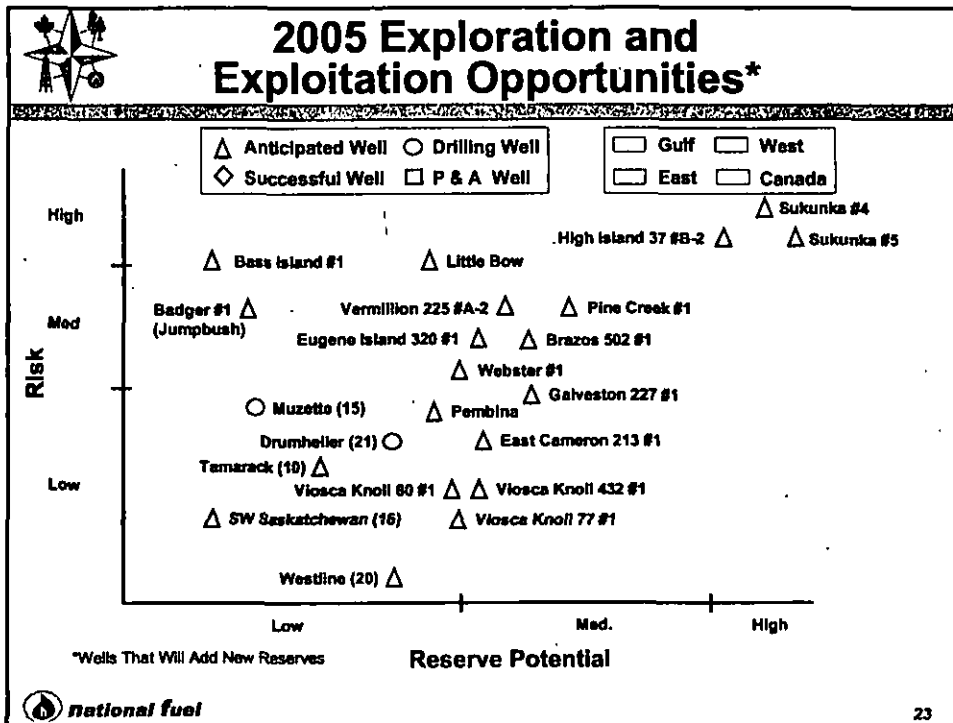 2005 Exploration and
Exploitation Opportunities*
Anticipated Well Drilling Well
Successful Well P & A Well
Gulf West
East Canada
High
Sukunka #4
High Island 37 #B-2
Sukunka #5
Bass Island #1
Little Bow
Badger #1
(Jumpbush)
Vermillion 225 #A-2
Pine Creek #1
Med
Eugene Island 320 #1
Brazos 502 #1
Risk
Webster #1
Galveston 227 #1
Muzette (15)
Pembina
Drumheller (21)
East Cameron 213 #1
Tamarack (10)
Low
Viosca Knoll 60 #1
Viosca Knoll 432 #1
SW Saskatchewan (16)
Viosca Knoll 77 #1
Westline (20)
Low Med. High
*Wells That Will Add New Reserves
Reserve Potential
national fuel
23